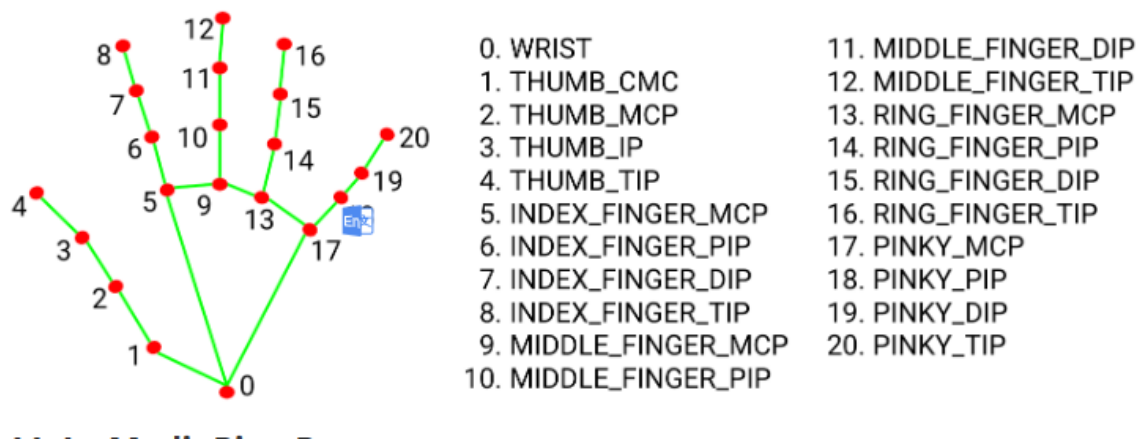 12
8
16
11
7
15
10
6
14
20
19
4
5
9
13
3
17
2
1
0
En
0. WRIST
1. THUMB_CMC
2. THUMB_MCP
3. THUMB_IP
4. THUMB_TIP
5. INDEX_FINGER_MCP
6. INDEX_FINGER_PIP
7. INDEX_FINGER_DIP
8. INDEX_FINGER_TIP
9. MIDDLE_FINGER_MCP
10. MIDDLE_FINGER_PIP
11. MIDDLE_FINGER_DIP
12. MIDDLE_FINGER_TIP
13. RING_FINGER_MCP
14. RING_FINGER_PIP
15. RING_FINGER_DIP
16. RING_FINGER_TIP
17. PINKY_MCP
18. PINKY_PIP
19. PINKY_DIP
20. PINKY_TIP